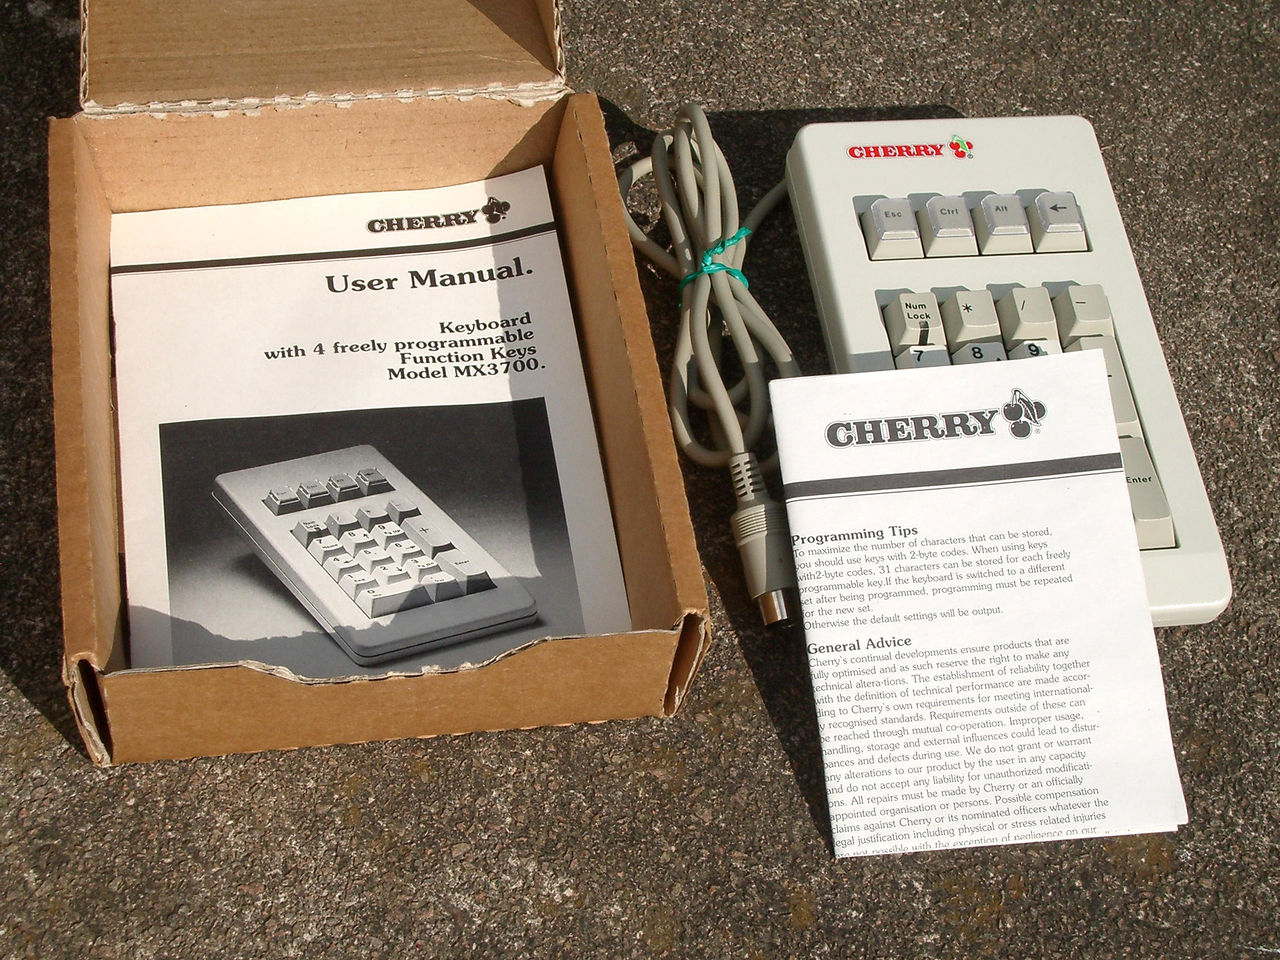 CHERRY
User Manual.
Keyboard
with 4 freely programmable
Function Keys
Model MX3700.
CHERRY
Esc
Ctrl
Alt
←
Num
Lock
*
/
−
7
8
9
Enter
CHERRY
Programming Tips
To maximize the number of characters that can be stored,
you should use keys with 2-byte codes. When using keys
with2-byte codes, 31 characters can be stored for each freely
programmable key.If the keyboard is switched to a different
set after being programmed, programming must be repeated
for the new set.
Otherwise the default settings will be output.
General Advice
Cherry`s continual developments ensure products that are
fully optimised and as such reserve the right to make any
technical altera-tions. The establishment of reliability together
with the definition of technical performance are made accor-
ding to Cherry`s own requirements for meeting international-
y recognised standards. Requirements outside of these can
be reached through mutual co-operation. Improper usage,
handling, storage and external influences could lead to distur-
bances and defects during use. We do not grant or warrant
any alterations to our product by the user in any capacity
and do not accept any liability for unauthorized modificati-
ons. All repairs must be made by Cherry or an officially
appointed organisation or persons. Possible compensation
claims against Cherry or its nominated officers whatever the
legal justification including physical or stress related injuries
are not possible with the exception of negligence on our